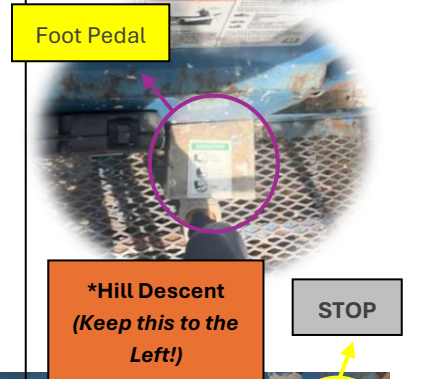 Foot Pedal
*Hill Descent
(Keep this to the
Left!)
STOP